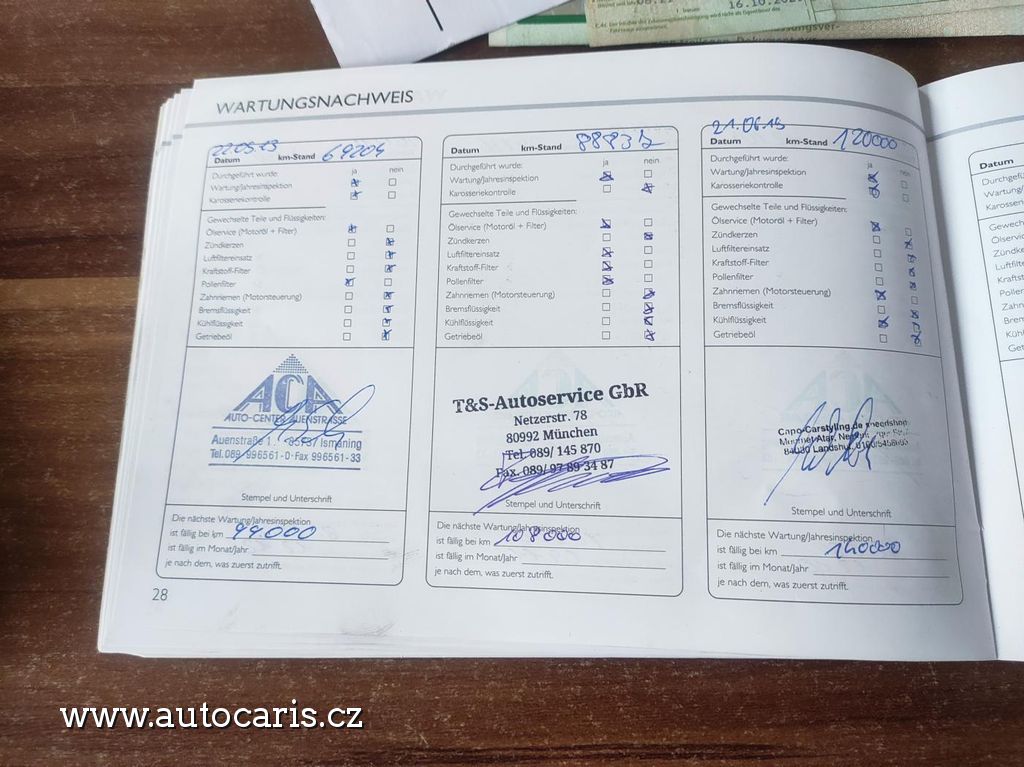 16.10.20
WARTUNGSNACHWEIS
22.05.13 69204
Datum km-Stand
Durchgeführt wurde: ja nein
Wartung/Jahresinspektion
Karosseriekontrolle
Gewechselte Teile und Flüssigkeiten:
Ölservice (Motoröl + Filter)
Zündkerzen
Luftfiltereinsatz
Kraftstoff-Filter
Pollenfilter
Zahnriemen (Motorsteuerung)
Bremsflüssigkeit
Kühlflüssigkeit
Getriebeöl
ACA
AUTO-CENTER AUENSTRASSE
Auenstraße 1 85737 Ismaning
Tel. 089 996561-0 · Fax 996561-33
Stempel und Unterschrift
Die nächste Wartung/Jahresinspektion
ist fällig bei km 99000
ist fällig im Monat/Jahr
je nach dem, was zuerst zutrifft.
28
Datum km-Stand
Durchgeführt wurde: ja nein
Wartung/Jahresinspektion
Karosseriekontrolle
Gewechselte Teile und Flüssigkeiten:
Ölservice (Motoröl + Filter)
Zündkerzen
Luftfiltereinsatz
Kraftstoff-Filter
Pollenfilter
Zahnriemen (Motorsteuerung)
Bremsflüssigkeit
Kühlflüssigkeit
Getriebeöl
T&S-Autoservice GbR
Netzerstr. 78
80992 München
Tel. 089/ 145 870
Fax. 089/ 97 89 34 87
Stempel und Unterschrift
Die nächste Wartung/Jahresinspektion
ist fällig bei km 108000
ist fällig im Monat/Jahr
je nach dem, was zuerst zutrifft.
21.06.15
Datum km-Stand 120000
Durchgeführt wurde: ja nein
Wartung/Jahresinspektion
Karosseriekontrolle
Gewechselte Teile und Flüssigkeiten:
Ölservice (Motoröl + Filter)
Zündkerzen
Luftfiltereinsatz
Kraftstoff-Filter
Pollenfilter
Zahnriemen (Motorsteuerung)
Bremsflüssigkeit
Kühlflüssigkeit
Getriebeöl
Stempel und Unterschrift
Die nächste Wartung/Jahresinspektion
ist fällig bei km 140000
ist fällig im Monat/Jahr
je nach dem, was zuerst zutrifft.
Datum
www.autocaris.cz